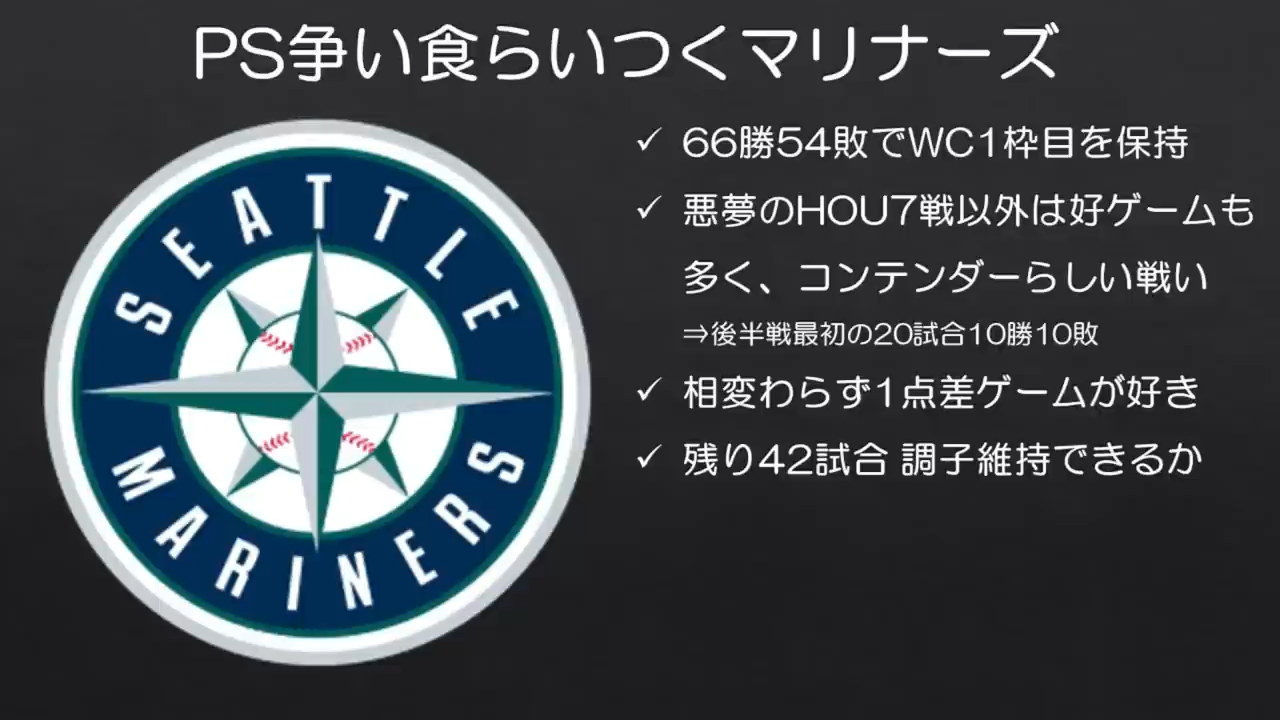 PS争い食らいつくマリナーズ
SEATTLE
MARINERS
✓ 66勝54敗でWC1枠目を保持
✓ 悪夢のHOU7戦以外は好ゲームも
多く、コンテンダーらしい戦い
⇒後半戦最初の20試合10勝10敗
✓ 相変わらず1点差ゲームが好き
✓ 残り42試合 調子維持できるか